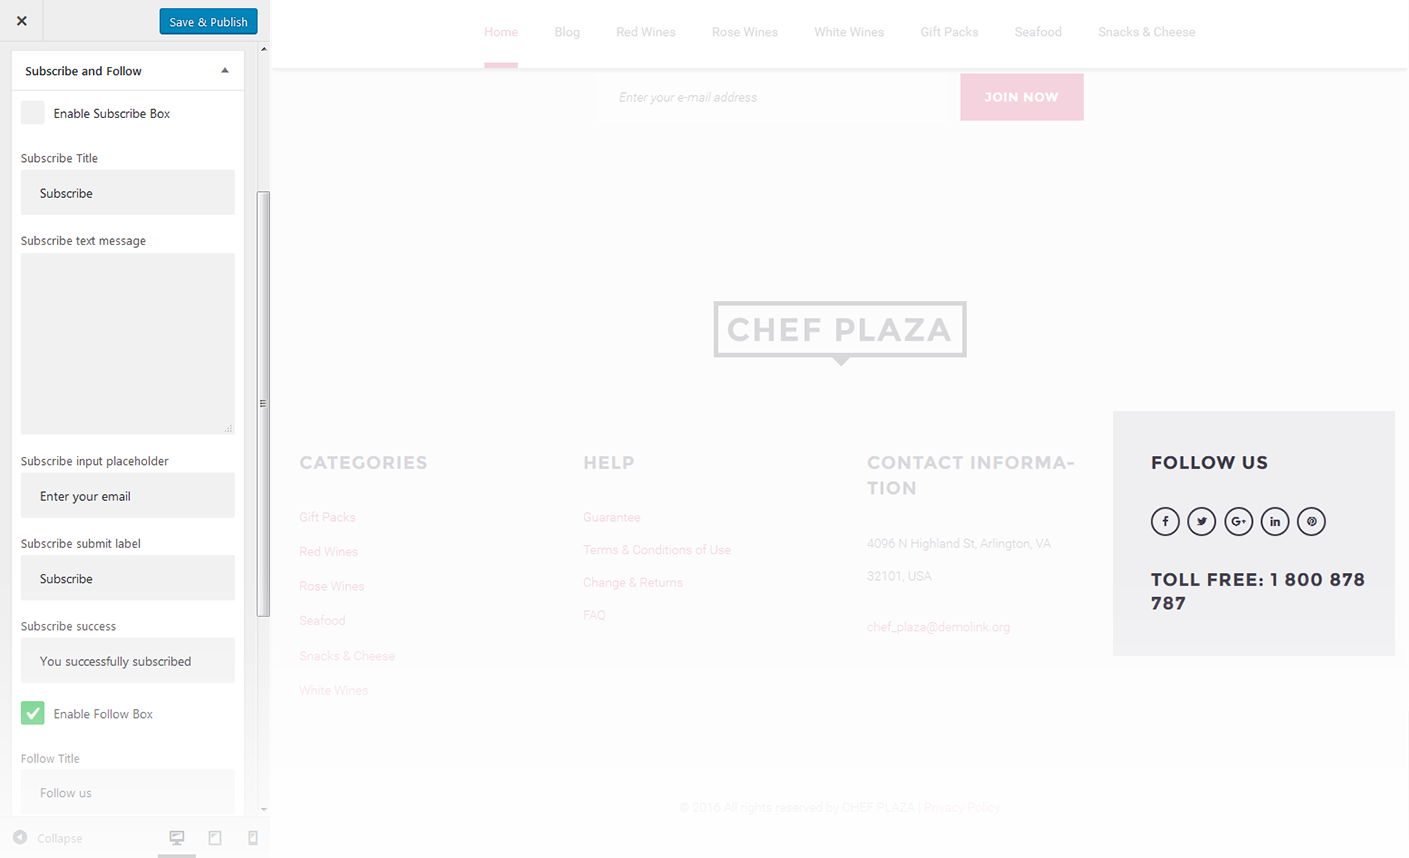 Save & Publish
Subscribe and Follow
Enable Subscribe Box
Subscribe Title
Subscribe
Subscribe text message
Subscribe input placeholder
Enter your email
Subscribe submit label
Subscribe
Subscribe success
You successfully subscribed
Enable Follow Box
Follow Title
Follow us
Collapse
Home Blog Red Wines Rose Wines White Wines Gift Packs Seafood Snacks & Cheese
Enter your e-mail address JOIN NOW
CHEF PLAZA
CATEGORIES
Gift Packs
Red Wines
Rose Wines
Seafood
Snacks & Cheese
White Wines
HELP
Guarantee
Terms & Conditions of Use
Change & Returns
FAQ
CONTACT INFORMA-
TION
4096 N Highland St, Arlington, VA
32101, USA
chef_plaza@demolink.org
FOLLOW US
TOLL FREE: 1 800 878
787
© 2016 All rights reserved by CHEF PLAZA | Privacy Policy